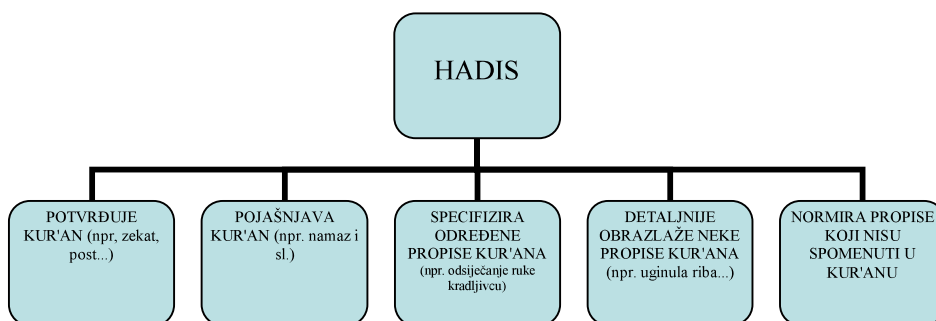 HADIS
POTVRĐUJE
KUR'AN (npr, zekat,
post...)
POJAŠNJAVA
KUR'AN (npr. namaz i
sl.)
SPECIFIZIRA
ODREĐENE
PROPISE KUR'ANA
(npr. odsiječanje ruke
kradljivcu)
DETALJNIJE
OBRAZLAŽE NEKE
PROPISE KUR'ANA
(npr. uginula riba...)
NORMIRA PROPISE
KOJI NISU
SPOMENUTI U
KUR'ANU